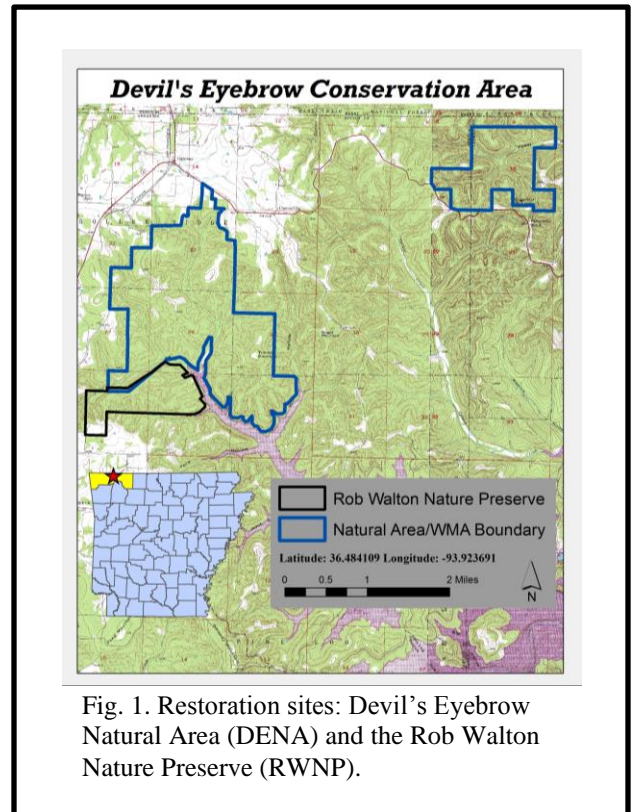 Devil's Eyebrow Conservation Area
Rob Walton Nature Preserve
Natural Area/WMA Boundary
Latitude: 36.484109 Longitude: -93.923691
0 0.5 1 2 Miles
N
Fig. 1. Restoration sites: Devil’s Eyebrow
Natural Area (DENA) and the Rob Walton
Nature Preserve (RWNP).